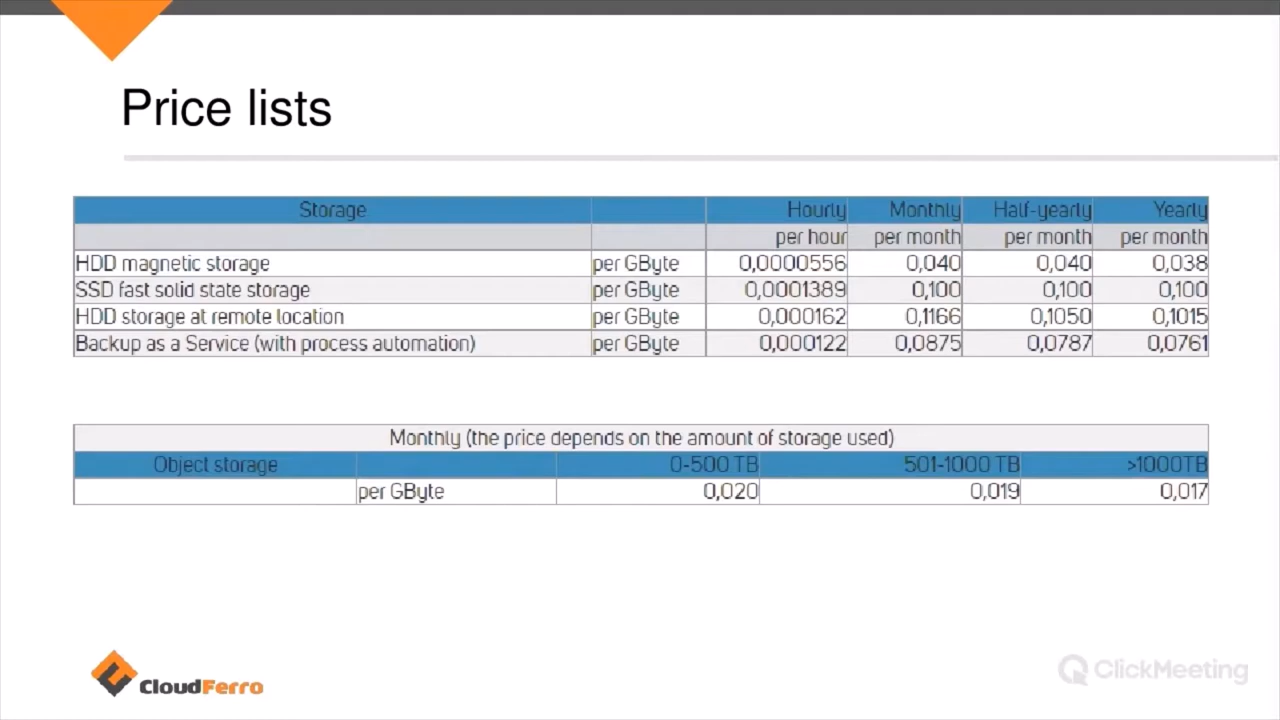 Price lists
Storage Hourly Monthly Half-yearly Yearly
per hour per month per month per month
HDD magnetic storage per GByte 0,0000556 0,040 0,040 0,038
SSD fast solid state storage per GByte 0,0001389 0,100 0,100 0,100
HDD storage at remote location per GByte 0,000162 0,1166 0,1050 0,1015
Backup as a Service (with process automation) per GByte 0,000122 0,0875 0,0787 0,0761
Monthly (the price depends on the amount of storage used)
Object storage 0-500 TB 501-1000 TB >1000TB
per GByte 0,020 0,019 0,017
CloudFerro
ClickMeeting